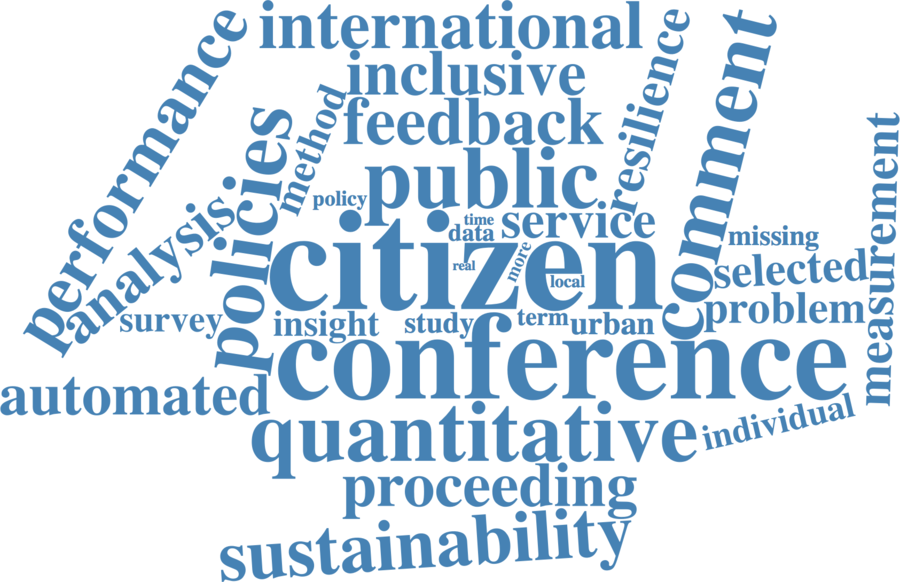 international
performance
comment
resilience
inclusive
method
feedback
policies
measurement
public
policy
analysis
time
service
data
citizen
more
missing
real
selected
local
problem
survey
insight
study
term
urban
conference
automated
quantitative
individual
proceeding
sustainability